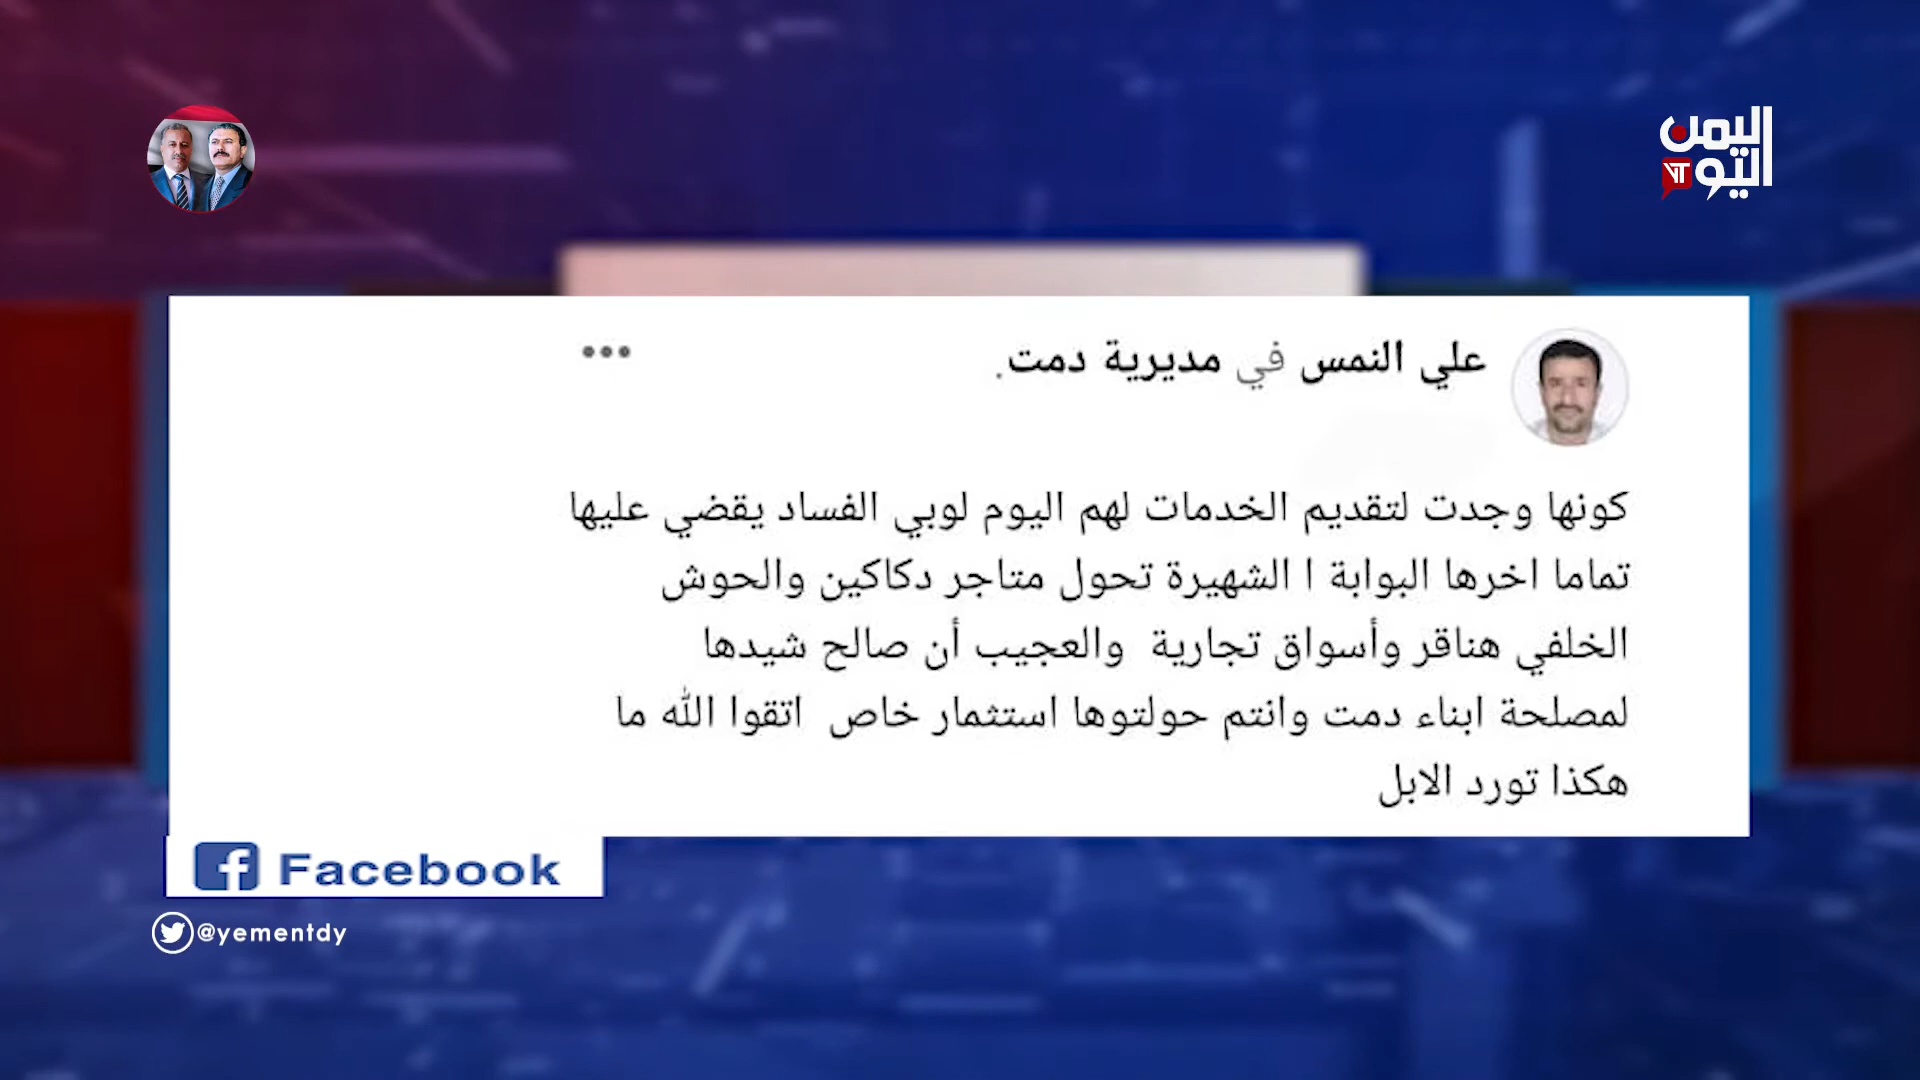 اليمن
اليوم
YT
علي النمس في مديرية دمت.
كونها وجدت لتقديم الخدمات لهم اليوم لوبي الفساد يقضي عليها
تماما اخرها البوابة ا الشهيرة تحول متاجر دكاكين والحوش
الخلفي هناقر وأسواق تجارية والعجيب أن صالح شيدها
لمصلحة ابناء دمت وانتم حولتوها استثمار خاص اتقوا الله ما
هكذا تورد الابل
Facebook
@yementdy